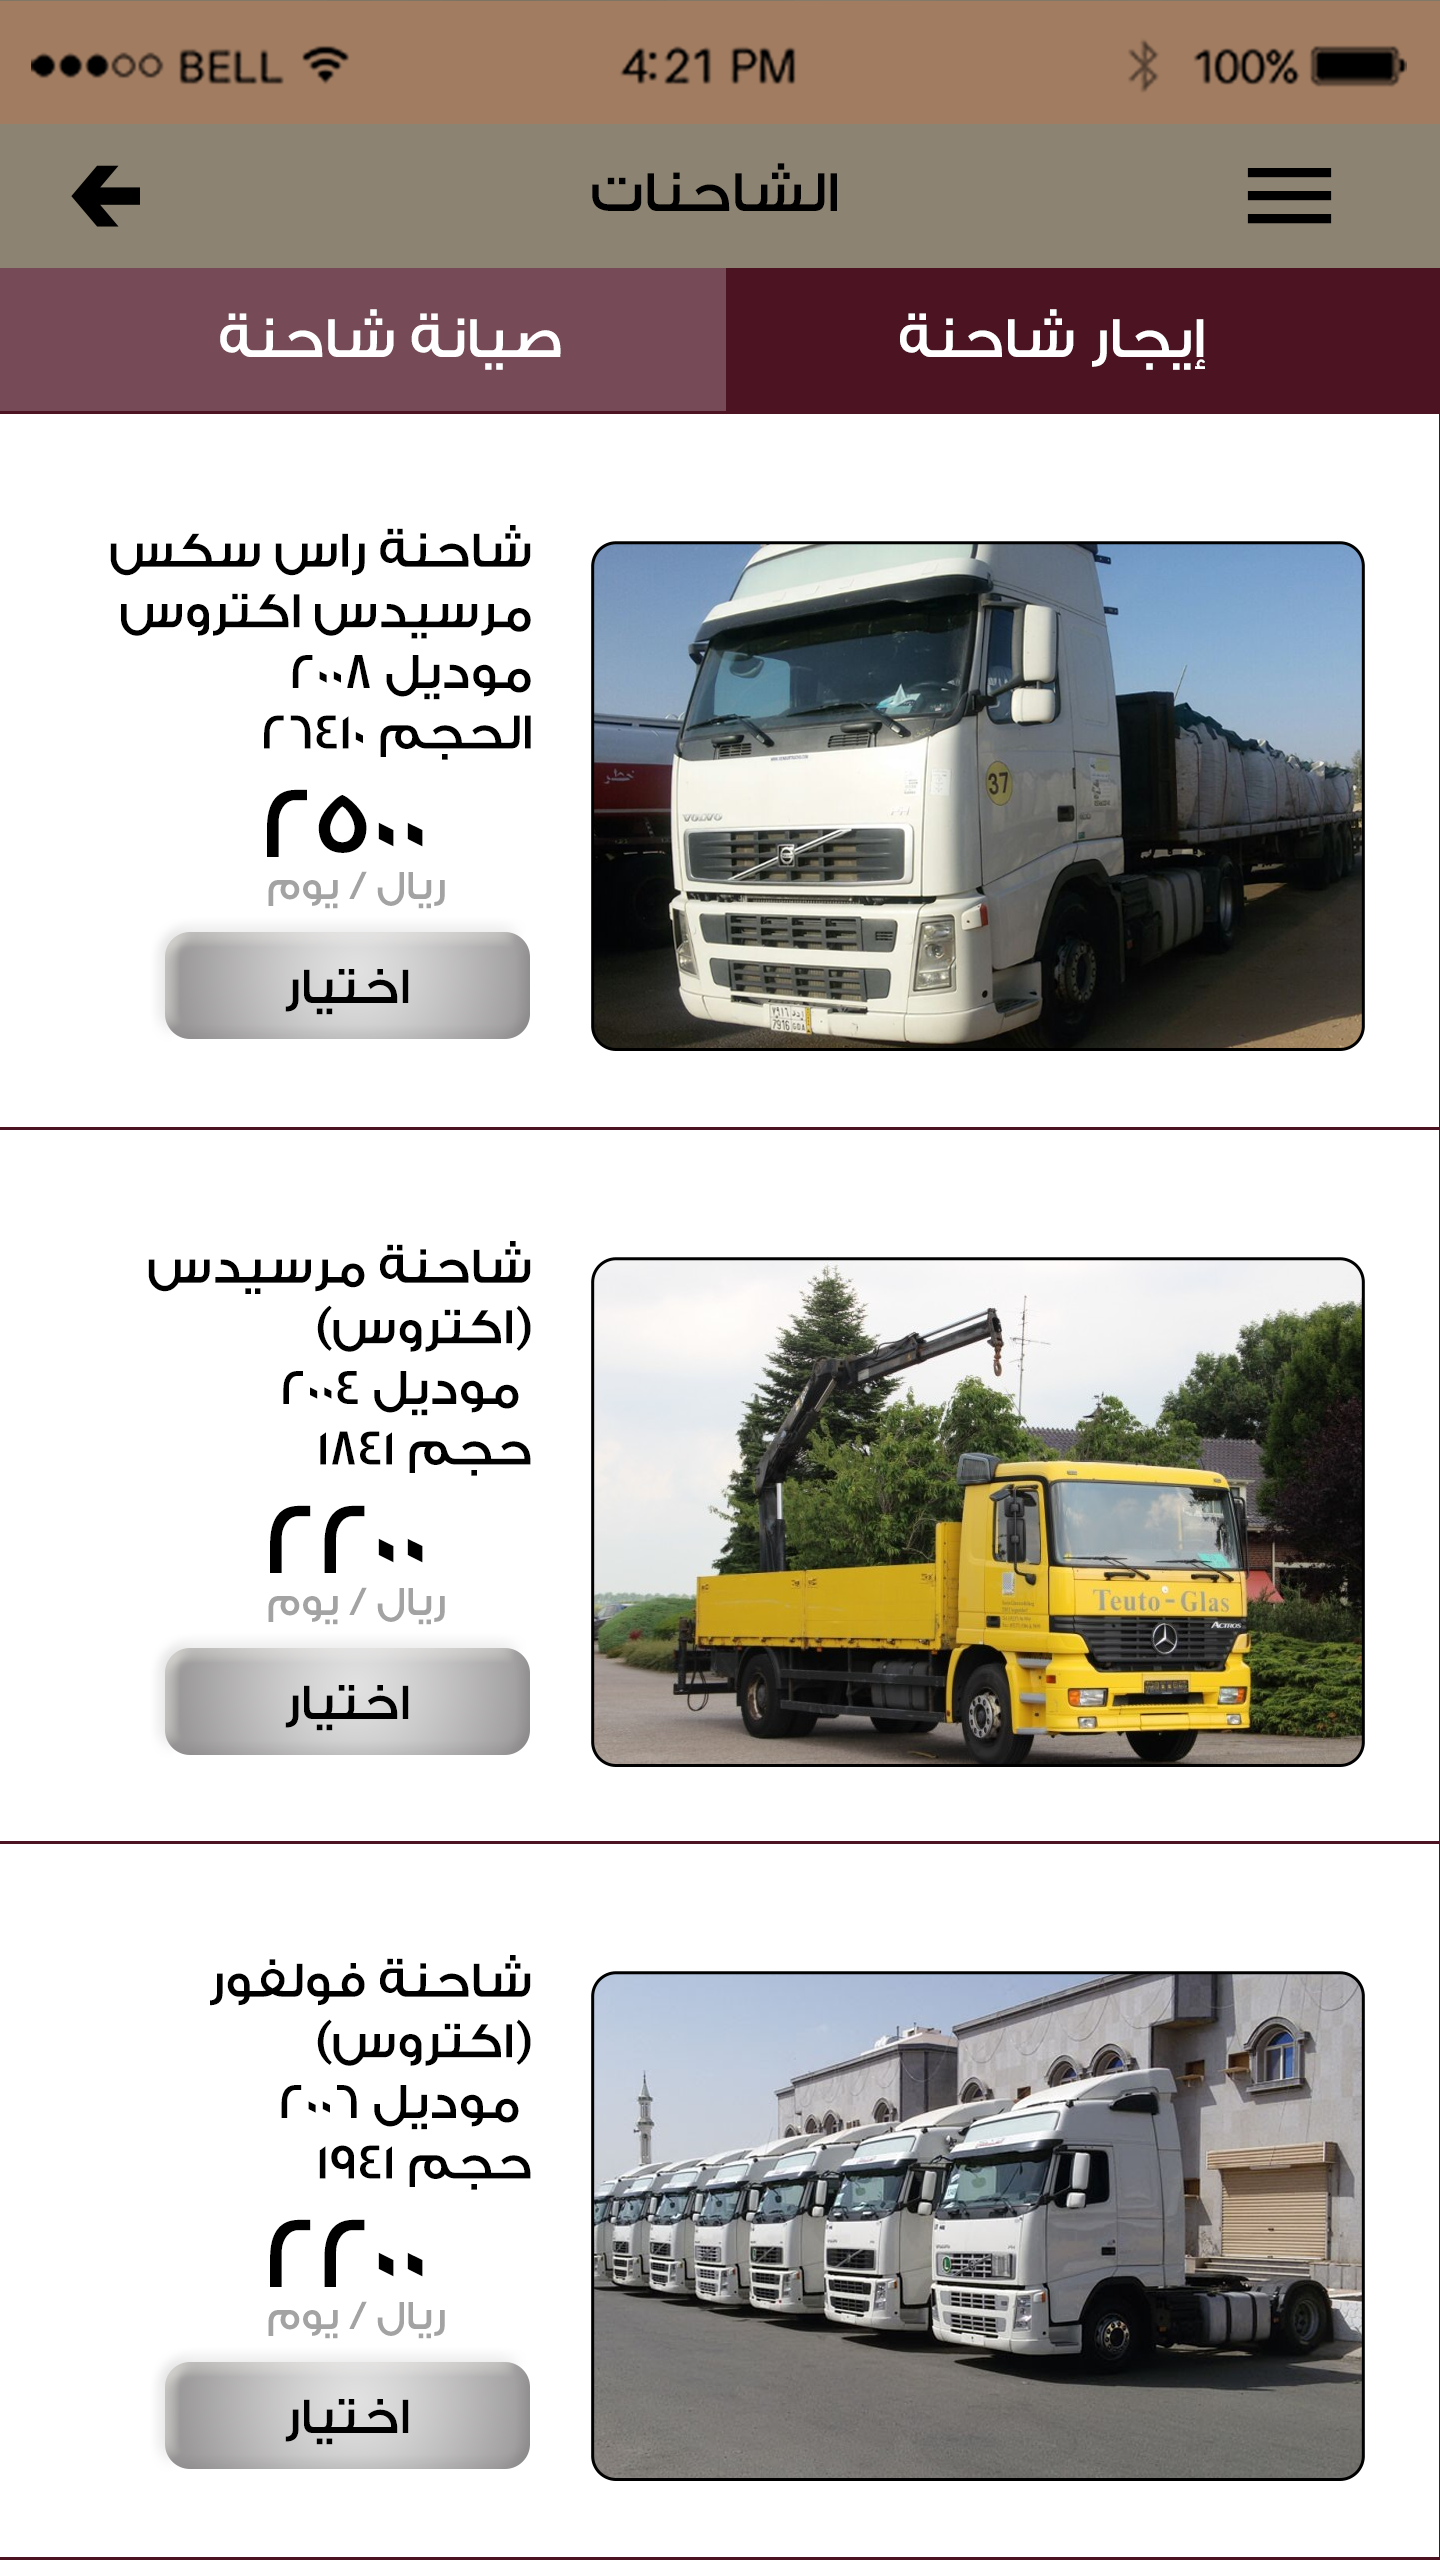 BELL 4:21 PM 100%
الشاحنات
إيجار شاحنة
صيانة شاحنة
شاحنة راس سكس
مرسيدس اكتروس
موديل ٢٠٠٨
الحجم ٢٦٤١٠
٢٥٠٠
ريال / يوم
اختيار
خطر
37
VOLVO
7916
شاحنة مرسيدس
(اكتروس)
موديل ٢٠٠٤
حجم ١٨٤١
٢٢٠٠
ريال / يوم
اختيار
Teuto-Glas
ACTROS
شاحنة فولفور
(اكتروس)
موديل ٢٠٠٦
حجم ١٩٤١
٢٢٠٠
ريال / يوم
اختيار